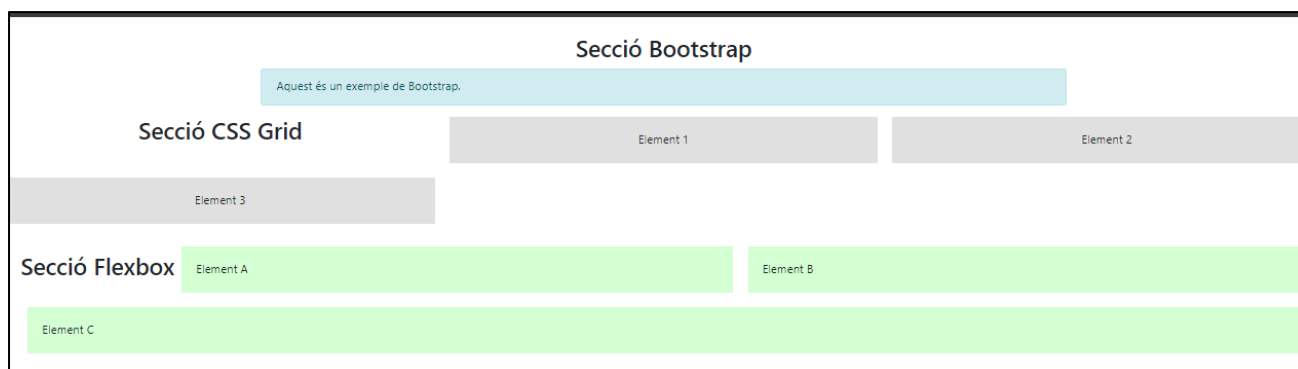 Secció Bootstrap
Aquest és un exemple de Bootstrap.
Secció CSS Grid
Element 1
Element 2
Element 3
Secció Flexbox
Element A
Element B
Element C